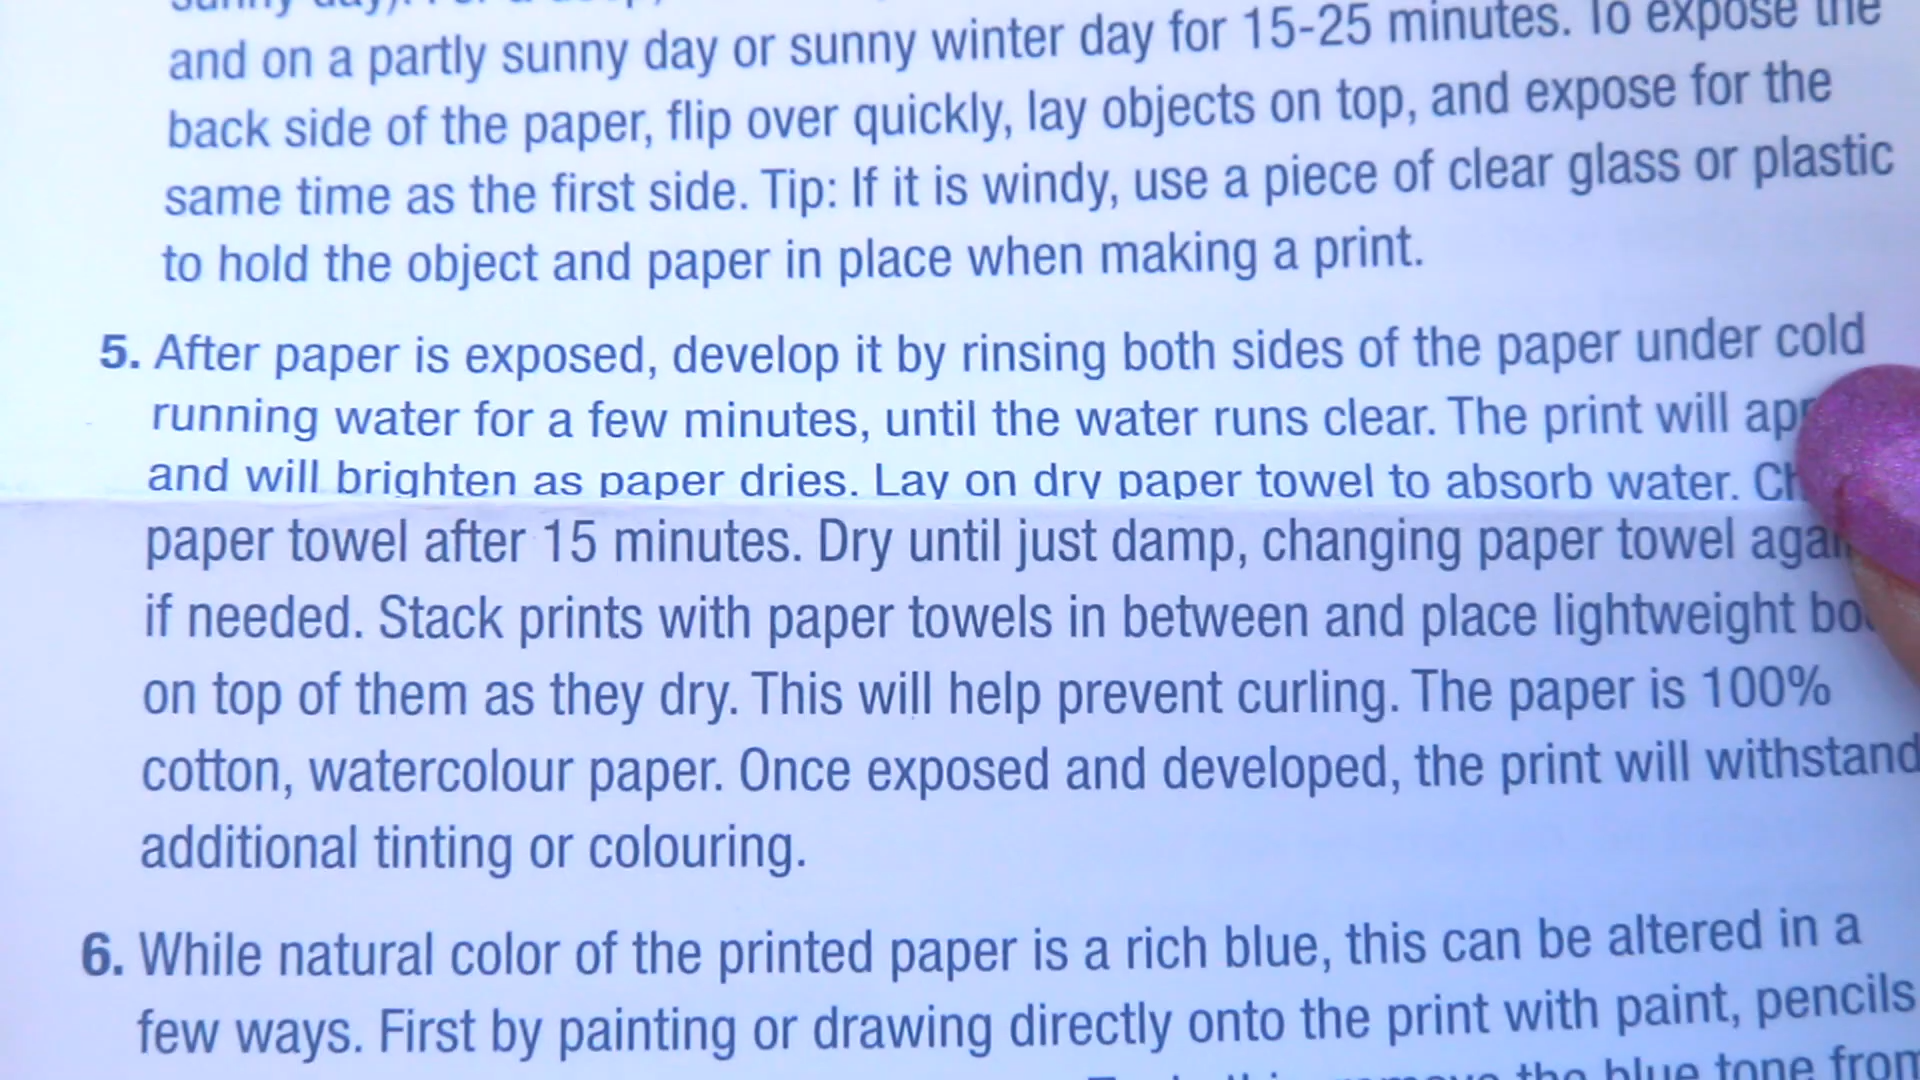 and on a partly sunny day or sunny winter day for 15-25 minutes. To expose the
back side of the paper, flip over quickly, lay objects on top, and expose for the
same time as the first side. Tip: If it is windy, use a piece of clear glass or plastic
to hold the object and paper in place when making a print.
5. After paper is exposed, develop it by rinsing both sides of the paper under cold
running water for a few minutes, until the water runs clear. The print will
and will brighten as paper dries. Lay on dry paper towel to absorb water.
paper towel after 15 minutes. Dry until just damp, changing paper towel
if needed. Stack prints with paper towels in between and place lightweight
on top of them as they dry. This will help prevent curling. The paper is 100%
cotton, watercolour paper. Once exposed and developed, the print will withstand
additional tinting or colouring.
6. While natural color of the printed paper is a rich blue, this can be altered in a
few ways. First by painting or drawing directly onto the print with paint, pencils
the blue tone from